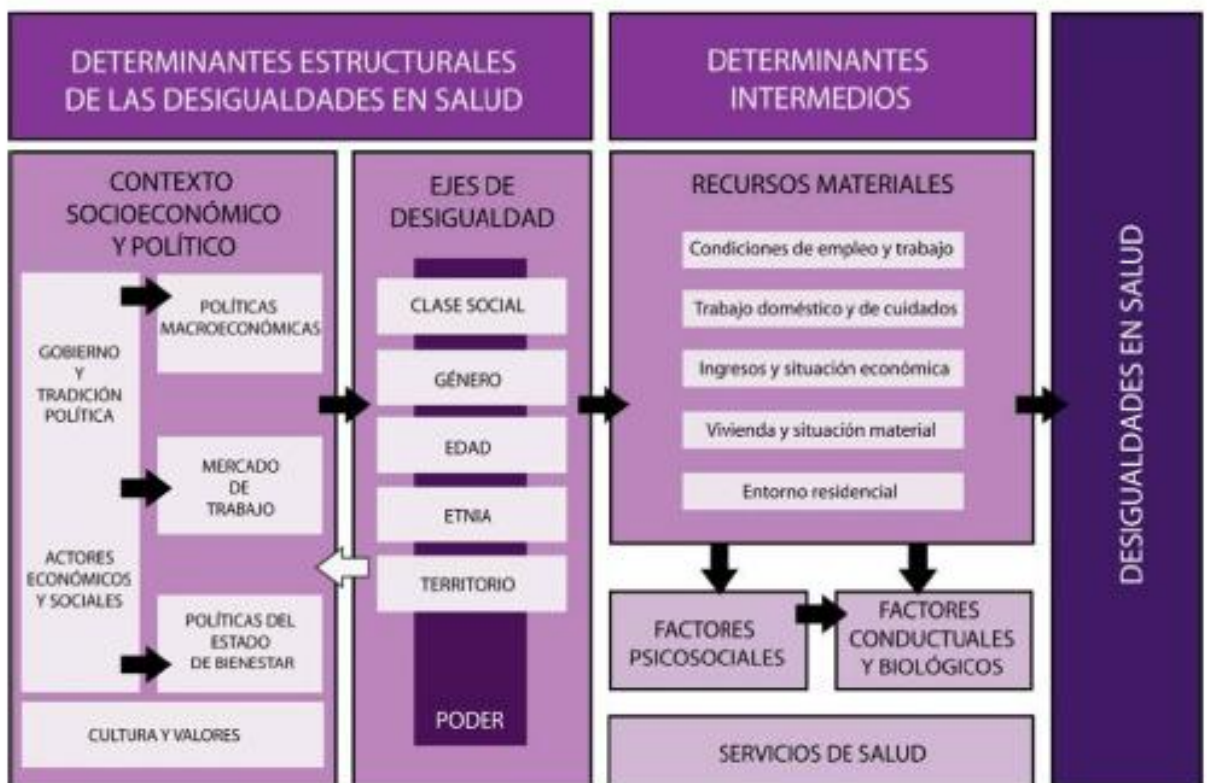 DETERMINANTES ESTRUCTURALES
DE LAS DESIGUALDADES EN SALUD
DETERMINANTES
INTERMEDIOS
CONTEXTO
SOCIOECONÓMICO
Y POLÍTICO
GOBIERNO
Y
TRADICIÓN
POLÍTICA
ACTORES
ECONÓMICOS
Y SOCIALES
POLÍTICAS
MACROECONÓMICAS
MERCADO
DE
TRABAJO
POLÍTICAS DEL
ESTADO
DE BIENESTAR
CULTURA Y VALORES
EJES DE
DESIGUALDAD
CLASE SOCIAL
GÉNERO
EDAD
ETNIA
TERRITORIO
PODER
RECURSOS MATERIALES
Condiciones de empleo y trabajo
Trabajo doméstico y de cuidados
Ingresos y situación económica
Vivienda y situación material
Entorno residencial
FACTORES
PSICOSOCIALES
FACTORES
CONDUCTUALES
Y BIOLÓGICOS
SERVICIOS DE SALUD
DESIGUALDADES EN SALUD